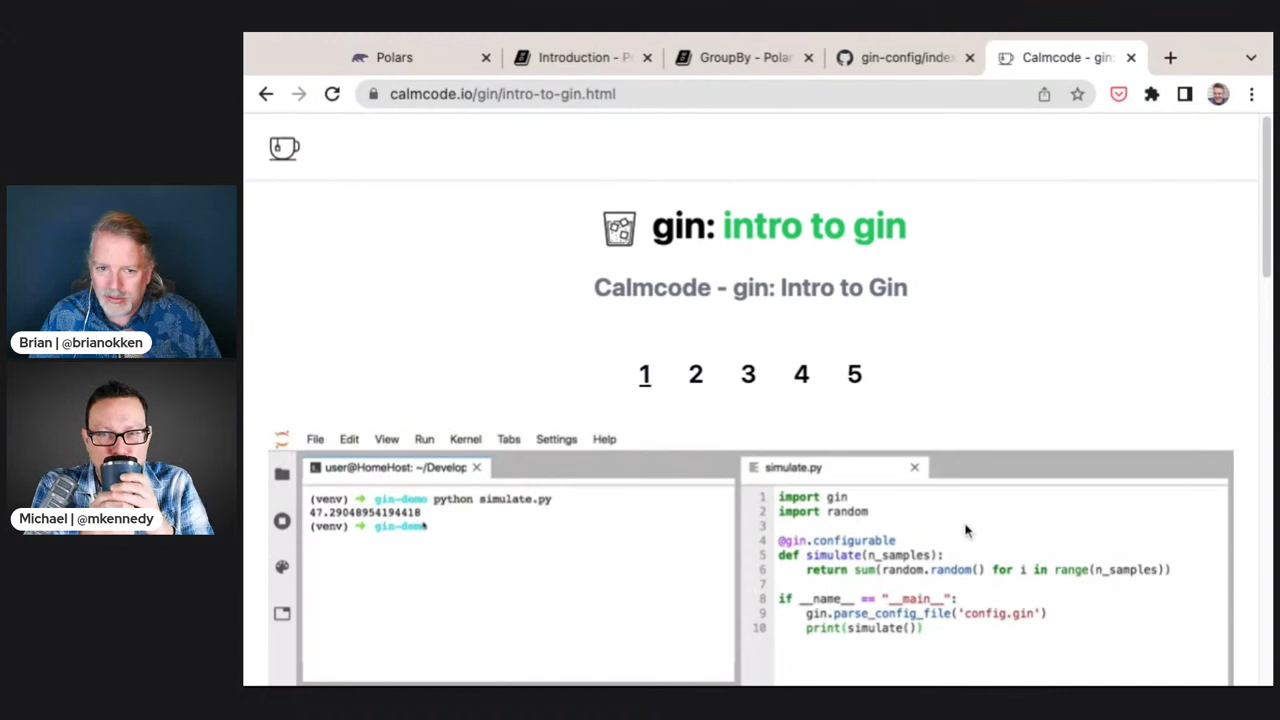 Polars
Introduction - P
GroupBy - Polar
gin-config/index
Calmcode - gin:
calmcode.io/gin/intro-to-gin.html
gin: intro to gin
Calmcode - gin: Intro to Gin
1 2 3 4 5
File Edit View Run Kernel Tabs Settings Help
user@HomeHost: ~/Develop
simulate.py
(venv) ➜ gin-demo python simulate.py
47.29048954194418
(venv) ➜ gin-demo
1 import gin
2 import random
3
4 @gin.configurable
5 def simulate(n_samples):
6 return sum(random.random() for i in range(n_samples))
7
8 if __name__ == "__main__":
9 gin.parse_config_file('config.gin')
10 print(simulate())
Brian | @brianokken
Michael | @mkennedy